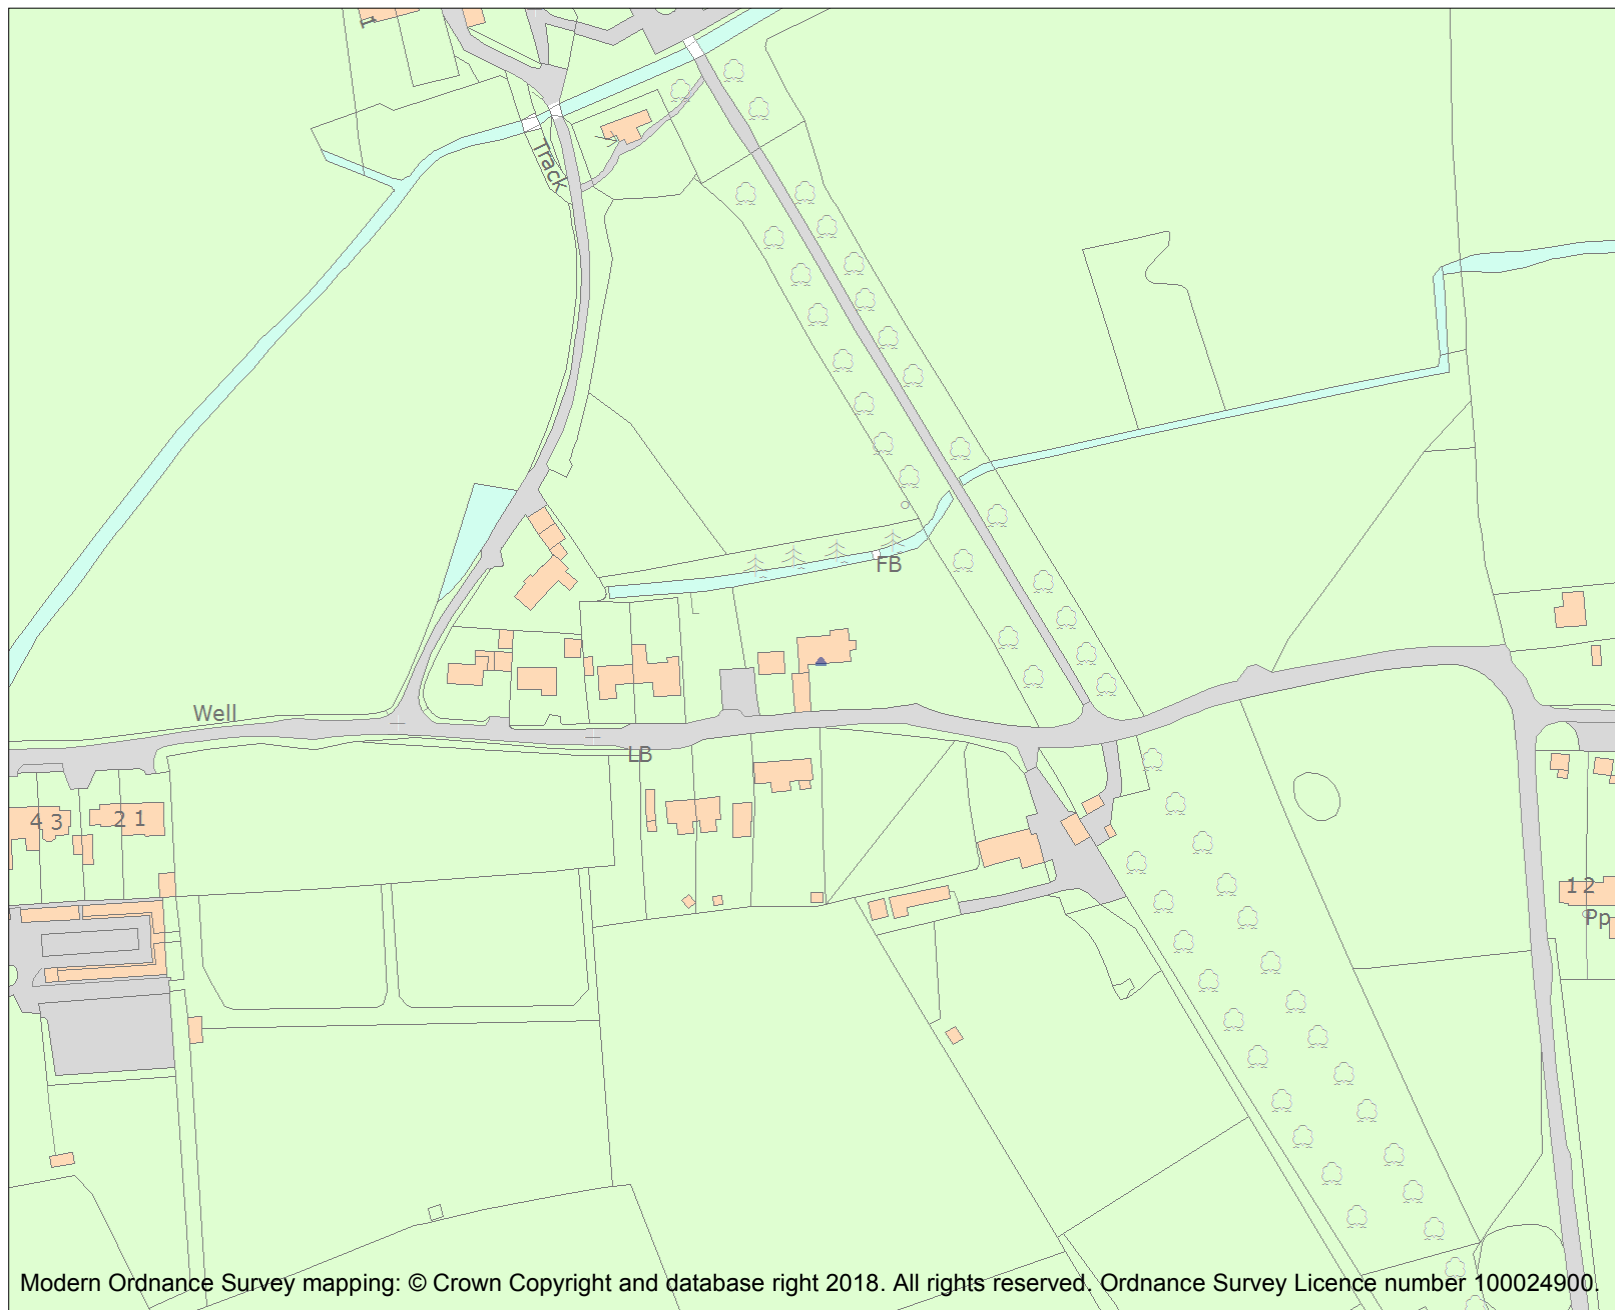 1
Track
FB
Well
LB
4 3
2 1
1 2
Pp
Modern Ordnance Survey mapping: © Crown Copyright and database right 2018. All rights reserved. Ordnance Survey Licence number 100024900.